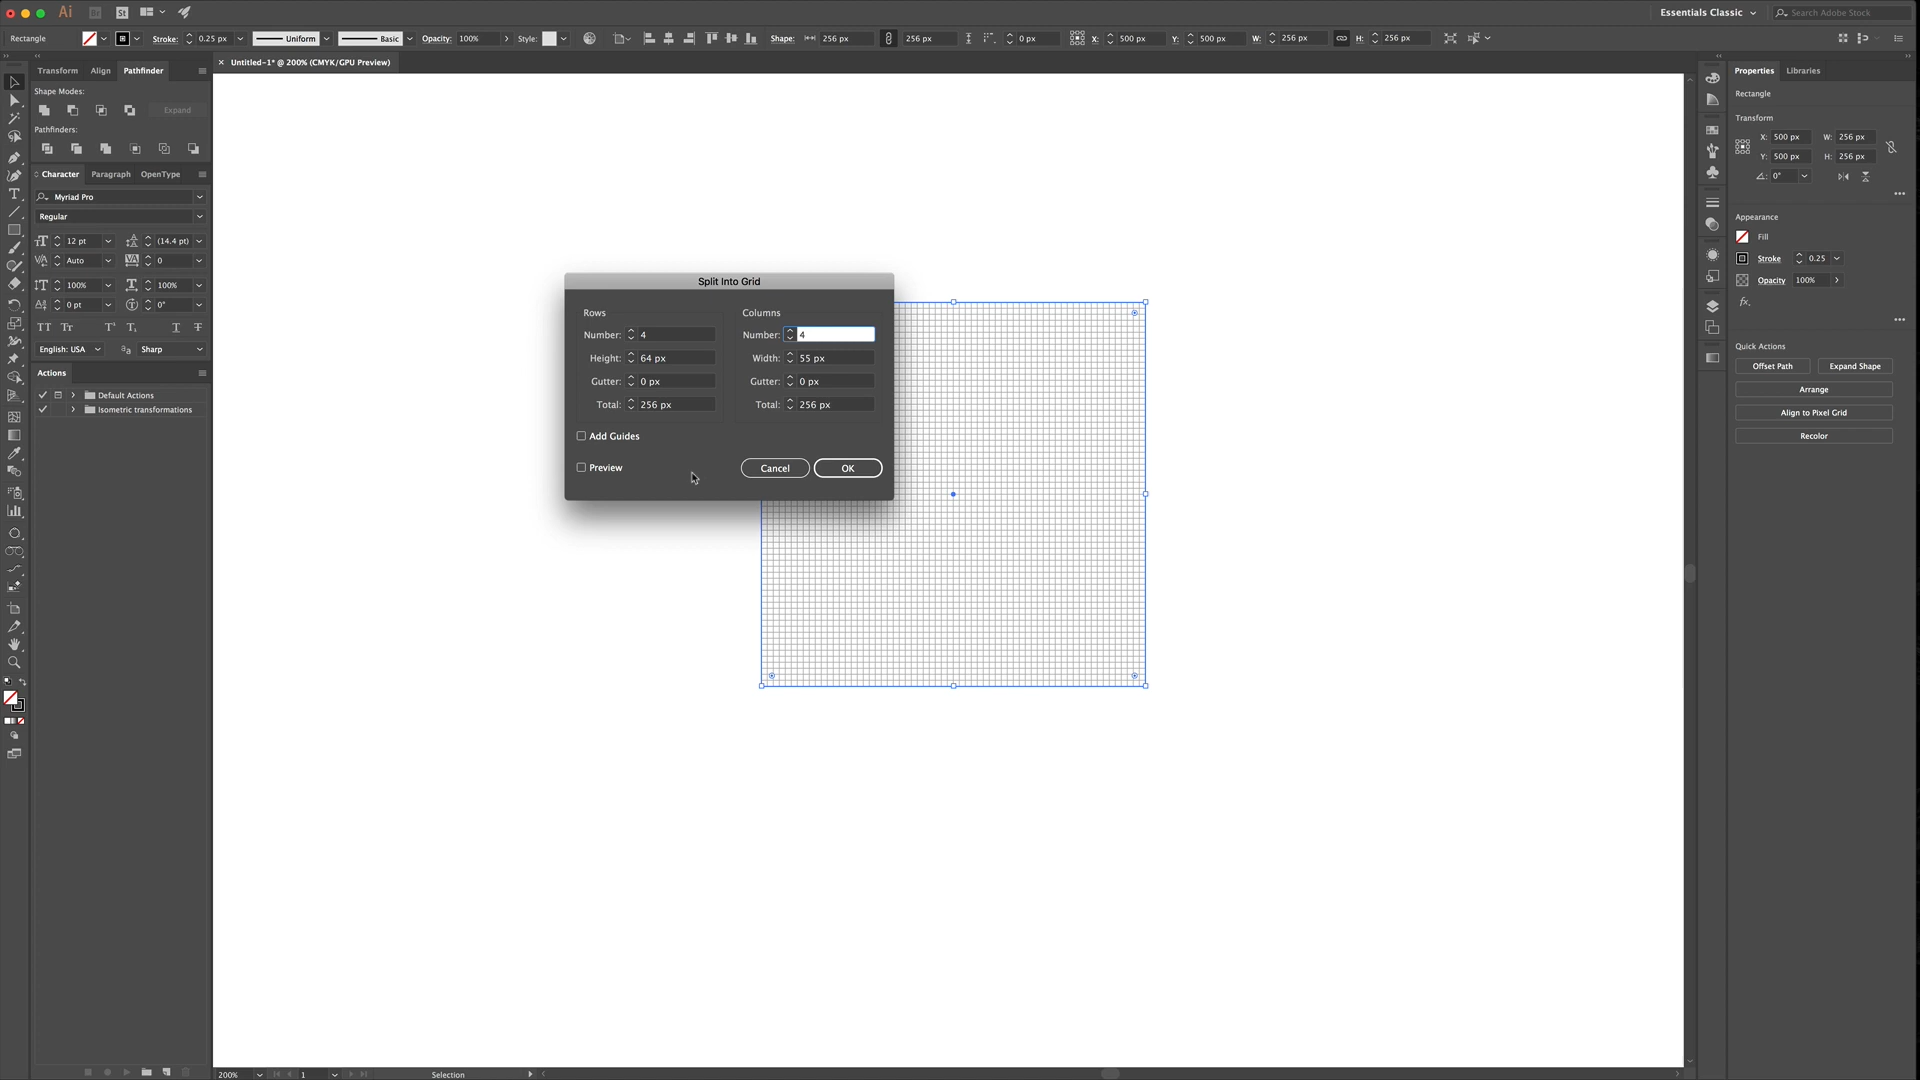 Ai Br St Essentials Classic Search Adobe Stock
Rectangle Stroke: 0.25 px Uniform Basic Opacity: 100% Style: Shape: 256 px 256 px 0 px X: 500 px Y: 500 px W: 256 px H: 256 px
Transform Align Pathfinder
× Untitled-1* @ 200% (CMYK/GPU Preview)
Properties Libraries
Shape Modes:
Expand
Pathfinders:
Character Paragraph OpenType
Myriad Pro
Regular
12 pt (14.4 pt)
Auto 0
100% 100%
0 pt 0°
TT Tr T¹ T₁ T T
English: USA aa Sharp
Actions
Default Actions
Isometric transformations
Split Into Grid
Rows Columns
Number: 4 Number: 4
Height: 64 px Width: 55 px
Gutter: 0 px Gutter: 0 px
Total: 256 px Total: 256 px
Add Guides
Preview Cancel OK
Rectangle
Transform
X: 500 px W: 256 px
Y: 500 px H: 256 px
0°
Appearance
Fill
Stroke 0.25
Opacity 100%
fx.
Quick Actions
Offset Path Expand Shape
Arrange
Align to Pixel Grid
Recolor
200% 1 Selection